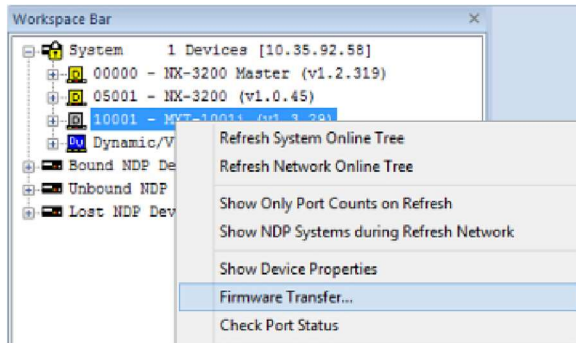 Workspace Bar
System 1 Devices [10.35.92.58]
00000 - NX-3200 Master (v1.2.319)
05001 - NX-3200 (v1.0.45)
10001 - MXT-1001i (v1.3.29)
Dynamic/V
Bound NDP De
Unbound NDP
Lost NDP Dev
Refresh System Online Tree
Refresh Network Online Tree
Show Only Port Counts on Refresh
Show NDP Systems during Refresh Network
Show Device Properties
Firmware Transfer...
Check Port Status